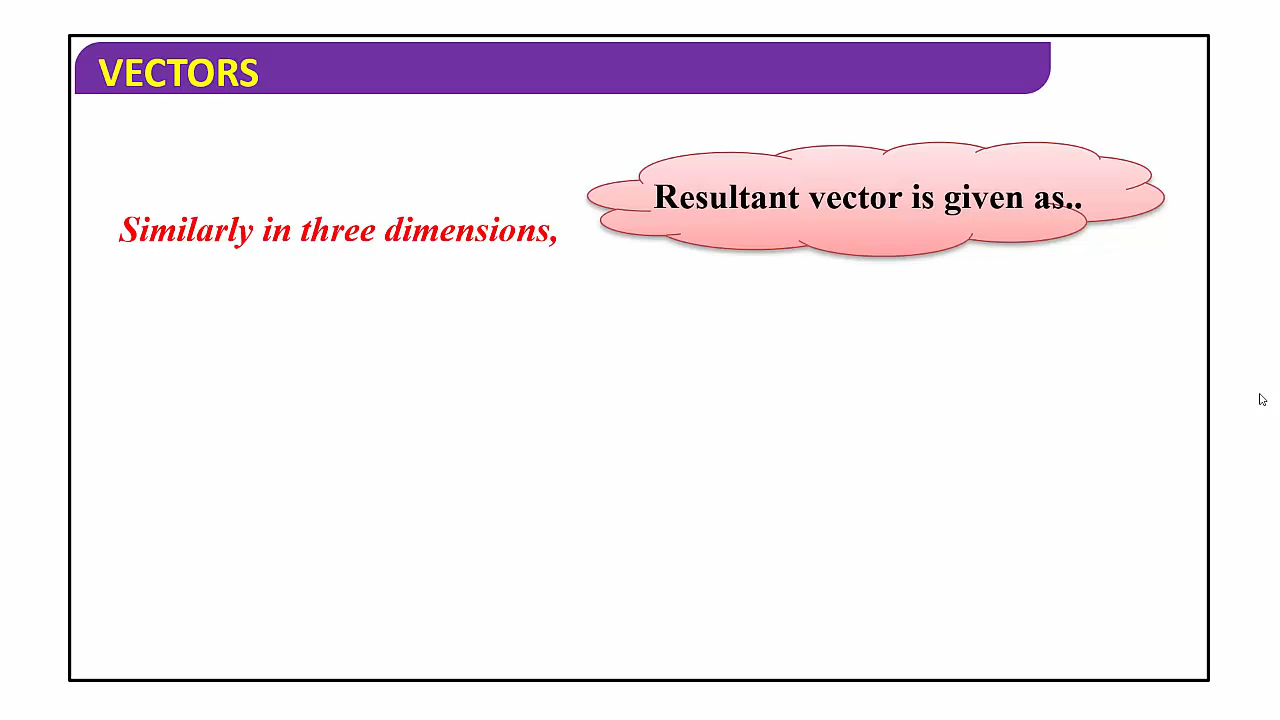 VECTORS
Resultant vector is given as..
Similarly in three dimensions,